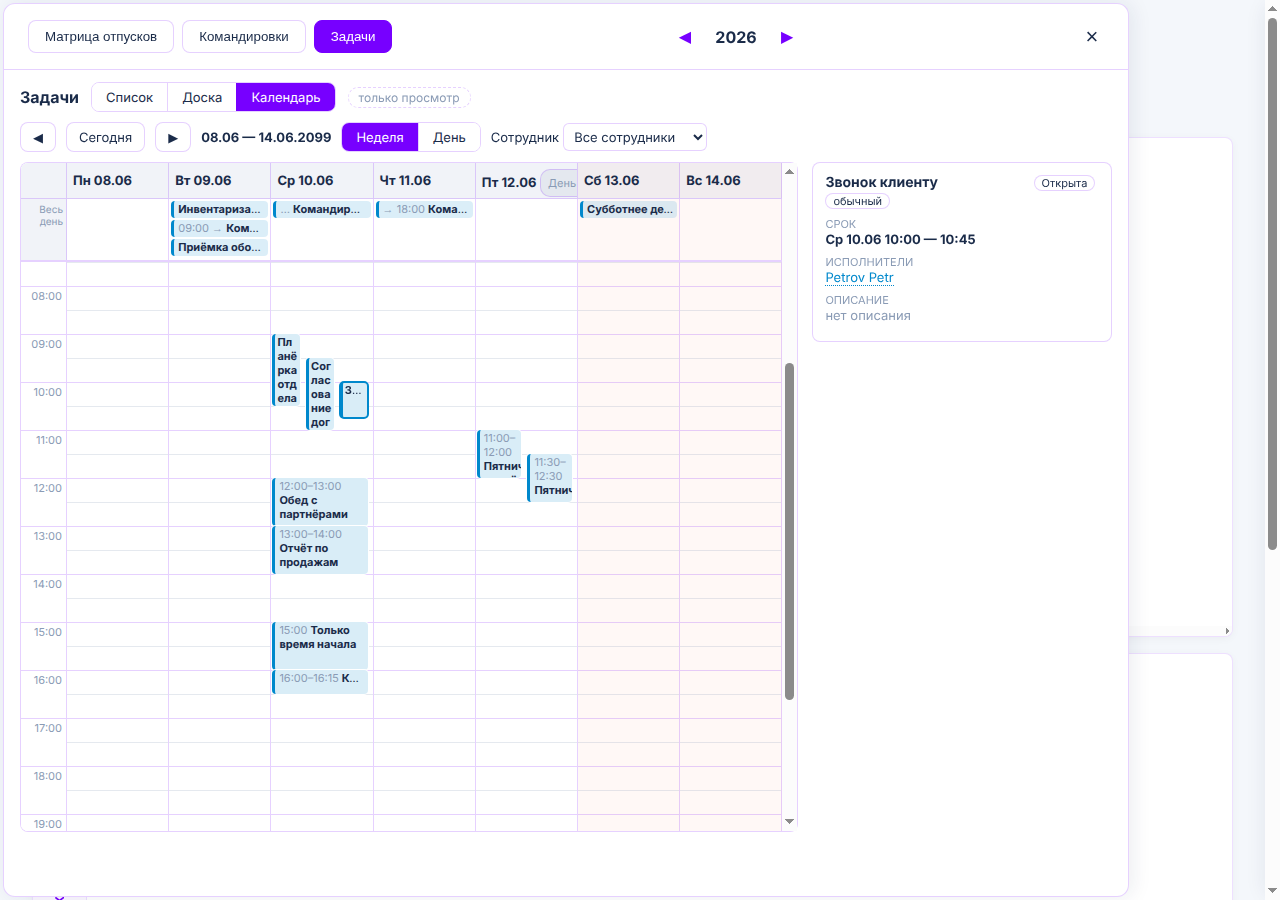 Матрица отпусков Командировки Задачи ◀ 2026 ▶ ×
Задачи Список Доска Календарь только просмотр
◀ Сегодня ▶ 08.06 — 14.06.2099 Неделя День Сотрудник Все сотрудники
Пн 08.06 Вт 09.06 Ср 10.06 Чт 11.06 Пт 12.06 День Сб 13.06 Вс 14.06
Весь
день
Инвентариза…
09:00 → Ком…
Приёмка обо…
… Командир…
→ 18:00 Кома…
Субботнее де…
08:00
09:00
10:00
11:00
12:00
13:00
14:00
15:00
16:00
17:00
18:00
19:00
Пл
анё
рка
отд
ела
Сог
лас
ова
ние
дог
З…
12:00–13:00
Обед с
партнёрами
13:00–14:00
Отчёт по
продажам
15:00 Только
время начала
16:00–16:15 К…
11:00–
12:00
Пятнич
11:30–
12:30
Пятнич
Звонок клиенту Открыта
обычный
СРОК
Ср 10.06 10:00 — 10:45
ИСПОЛНИТЕЛИ
Petrov Petr
ОПИСАНИЕ
нет описания